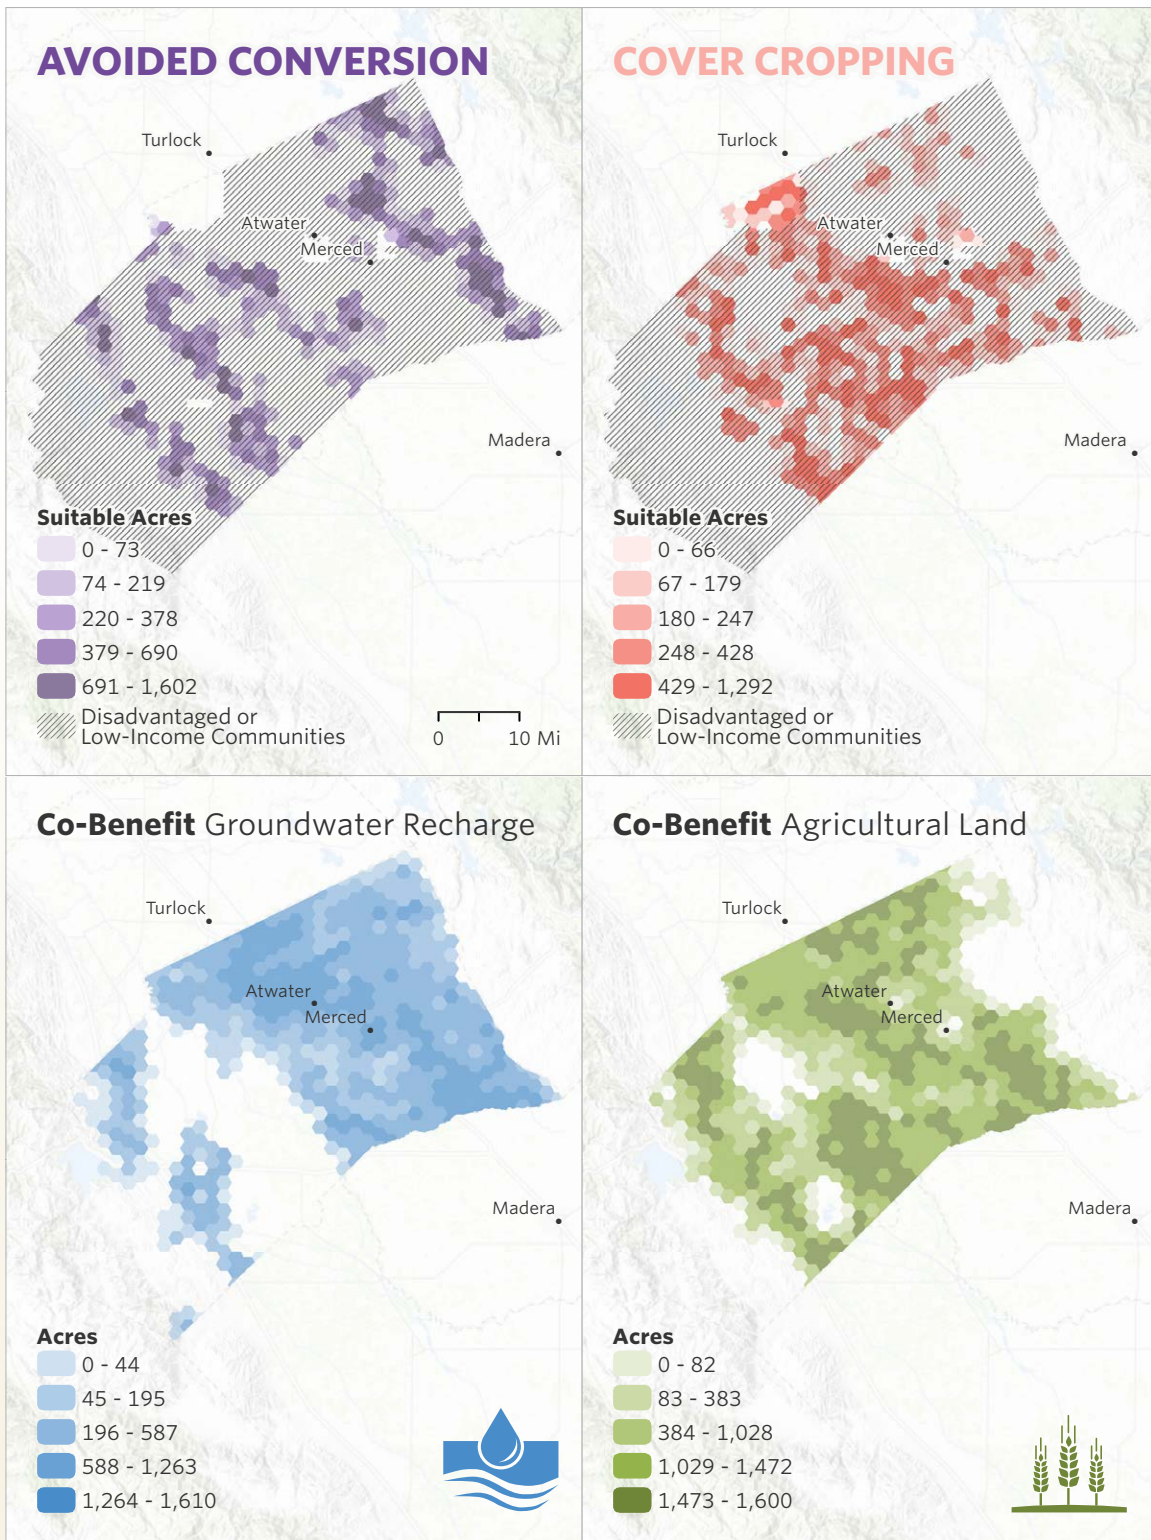 AVOIDED CONVERSION
Turlock
Atwater
Merced
Madera
Suitable Acres
0 - 73
74 - 219
220 - 378
379 - 690
691 - 1,602
Disadvantaged or
Low-Income Communities
0 10 Mi
COVER CROPPING
Turlock
Atwater
Merced
Madera
Suitable Acres
0 - 66
67 - 179
180 - 247
248 - 428
429 - 1,292
Disadvantaged or
Low-Income Communities
Co-Benefit Groundwater Recharge
Turlock
Atwater
Merced
Madera
Acres
0 - 44
45 - 195
196 - 587
588 - 1,263
1,264 - 1,610
Co-Benefit Agricultural Land
Turlock
Atwater
Merced
Madera
Acres
0 - 82
83 - 383
384 - 1,028
1,029 - 1,472
1,473 - 1,600